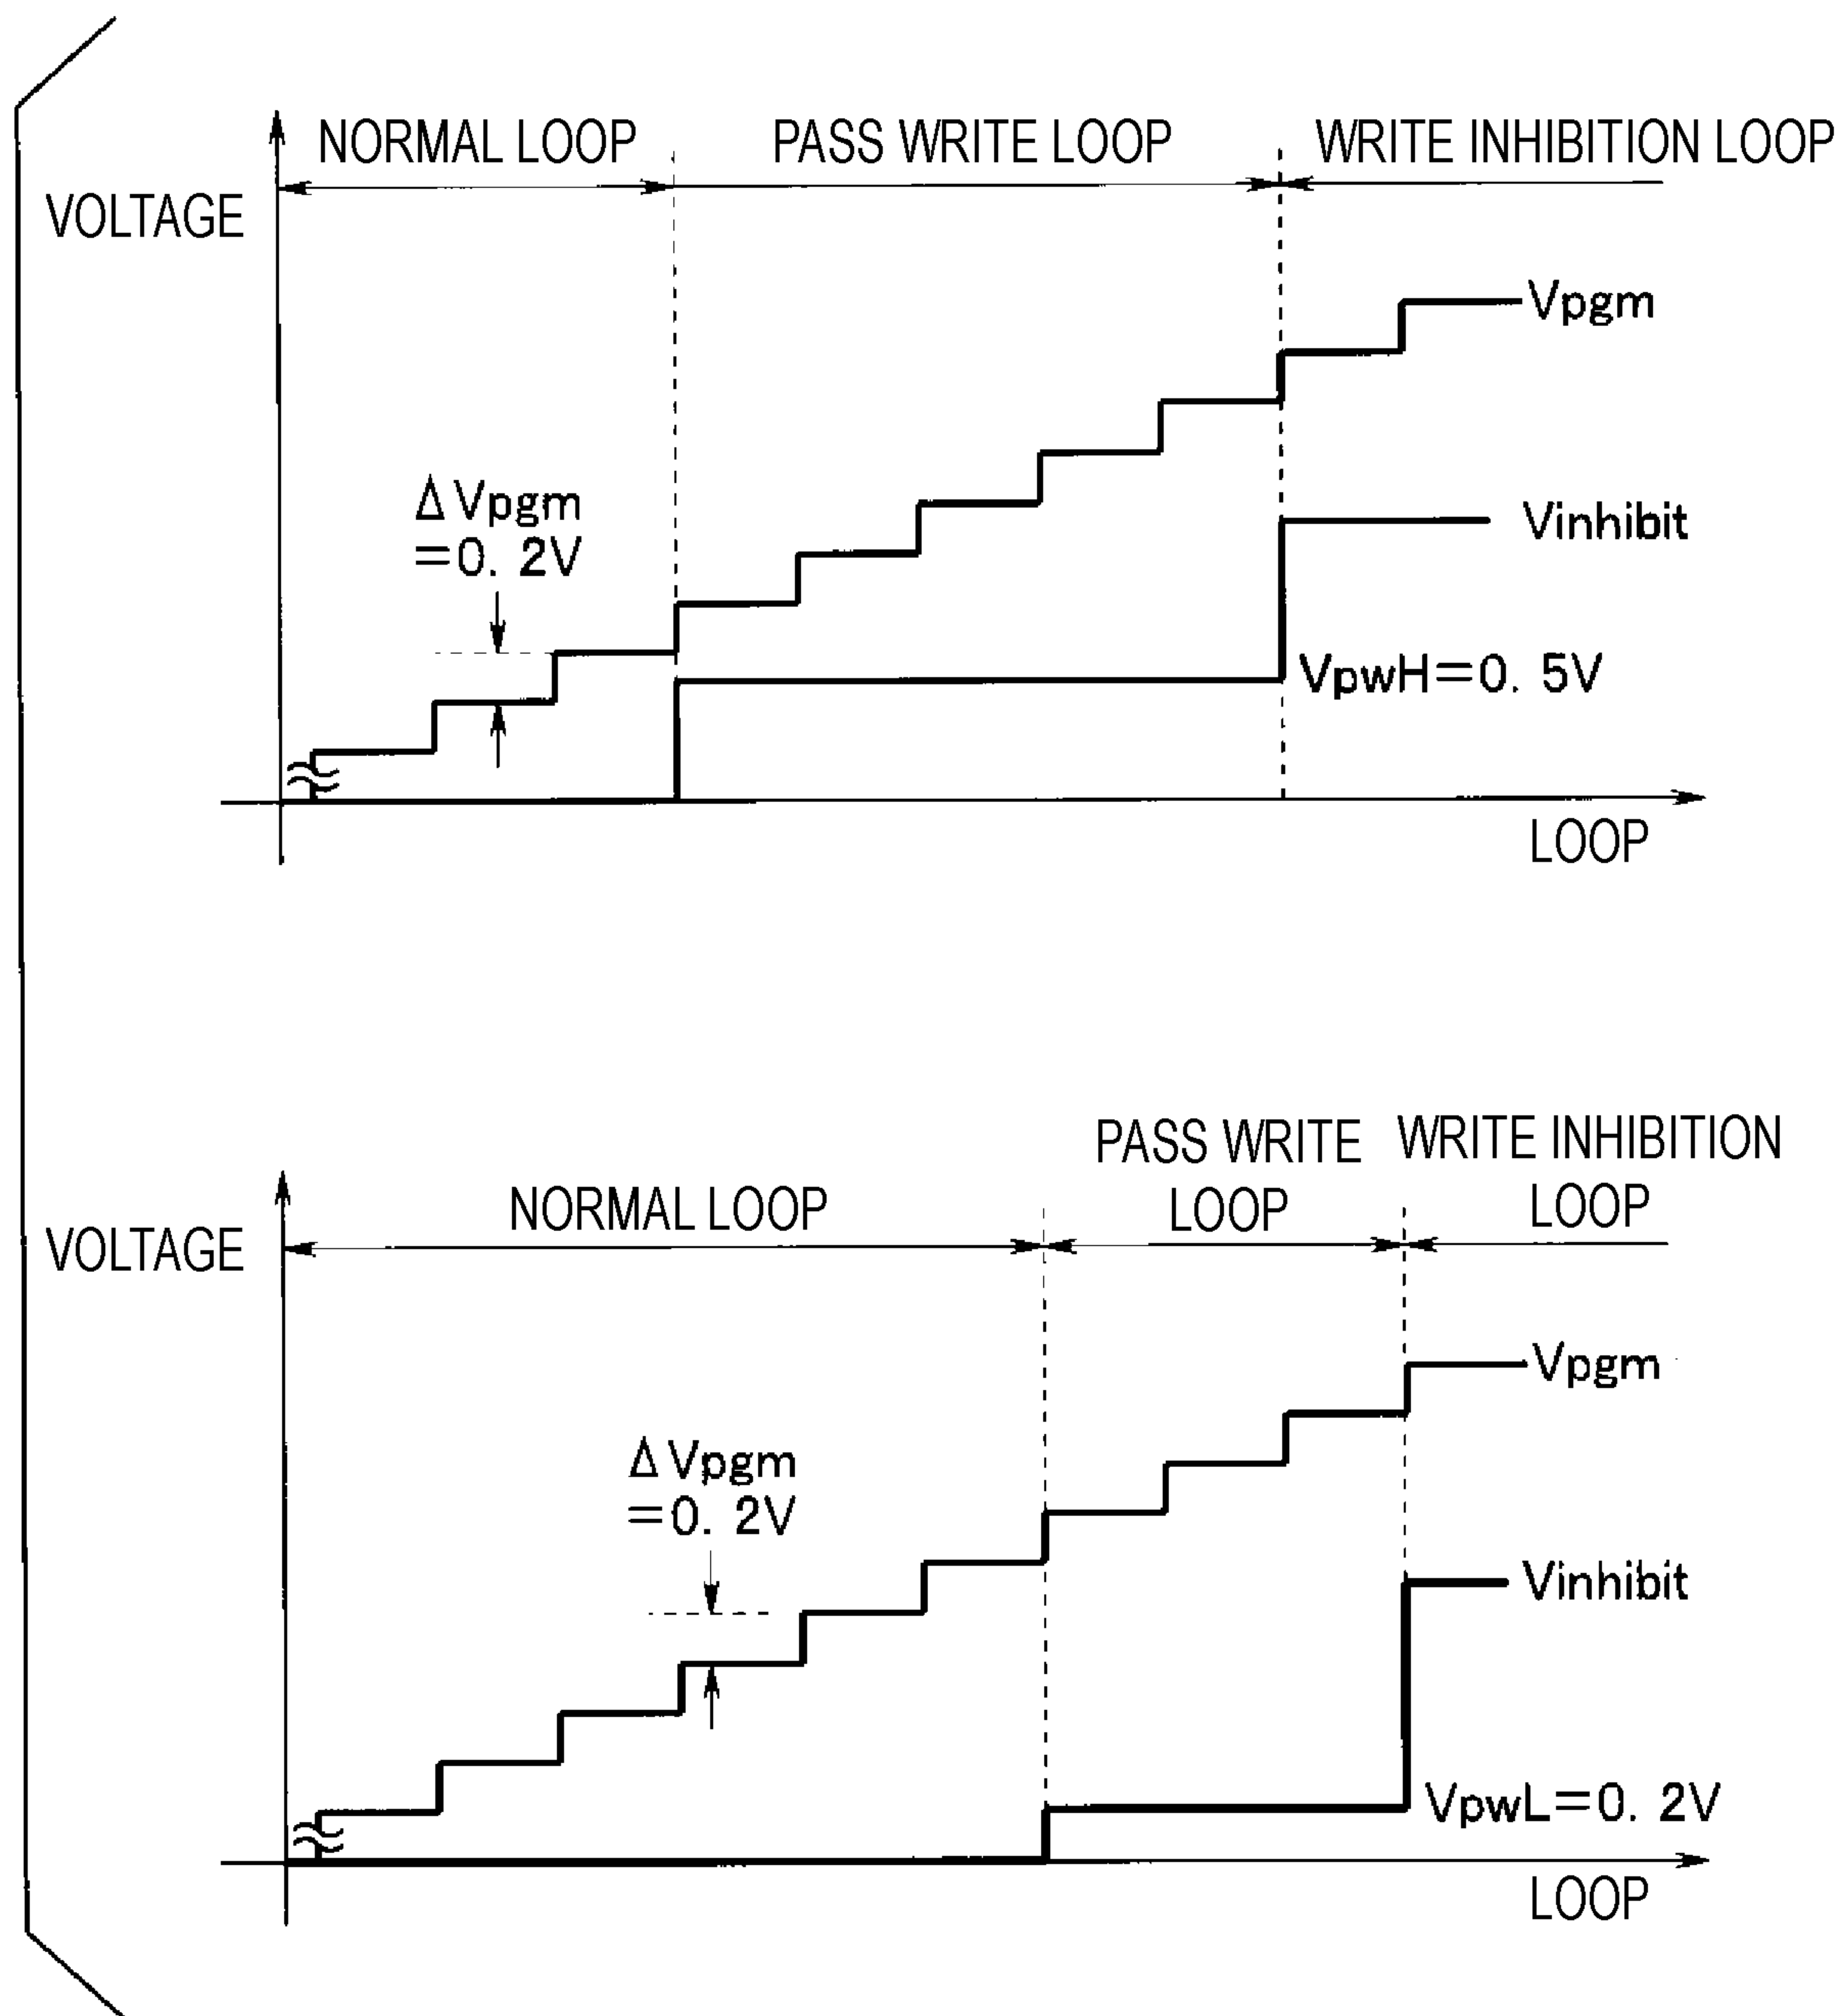 NORMAL LOOP
PASS WRITE LOOP
WRITE INHIBITION LOOP
VOLTAGE
Vpgm
ΔVpgm
=0. 2V
Vinhibit
VpwH=0. 5V
LOOP
PASS WRITE
LOOP
WRITE INHIBITION
LOOP
NORMAL LOOP
VOLTAGE
Vpgm
ΔVpgm
=0. 2V
Vinhibit
VpwL=0. 2V
LOOP